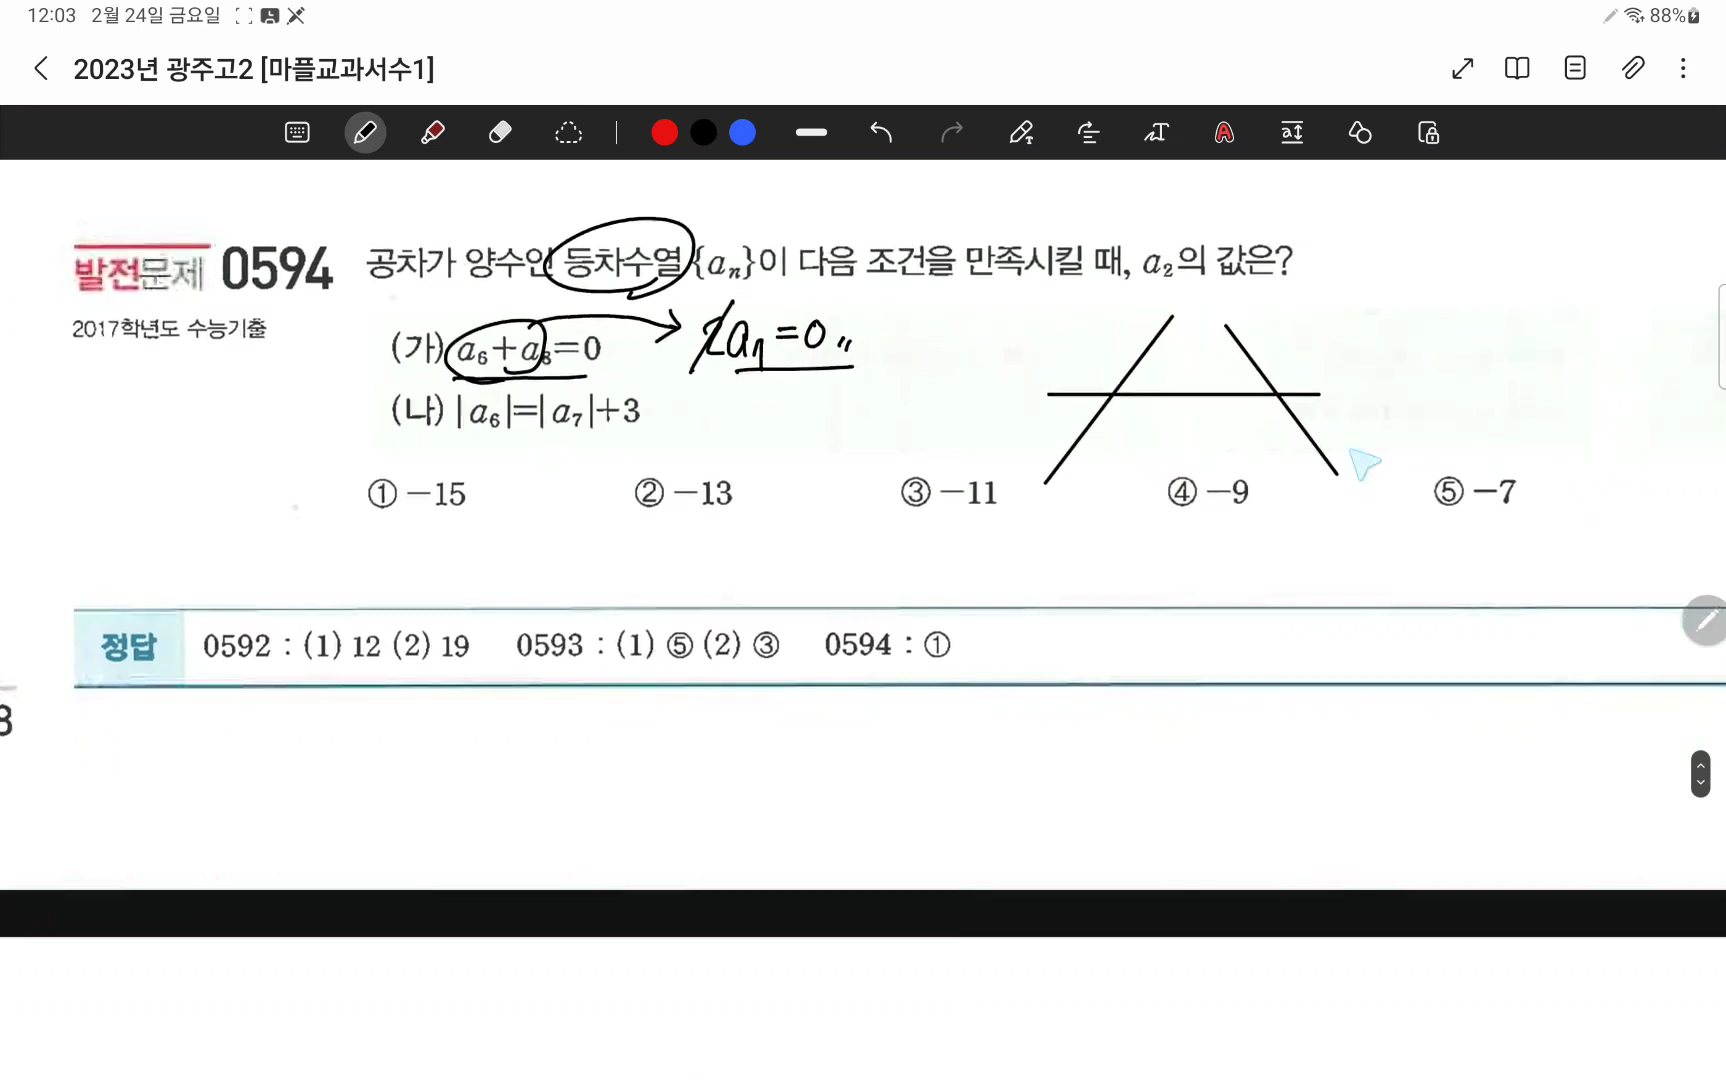 12:03 2월 24일 금요일 88%
2023년 광주고2 [마플교과서수1]
발전문제 0594 공차가 양수인 등차수열 {aₙ}이 다음 조건을 만족시킬 때, a₂의 값은?
2017학년도 수능기출
(가) a₆+a₈=0 2a₇=0
(나) |a₆|=|a₇|+3
① −15 ② −13 ③ −11 ④ −9 ⑤ −7
정답 0592 : (1) 12 (2) 19 0593 : (1) ⑤ (2) ③ 0594 : ①